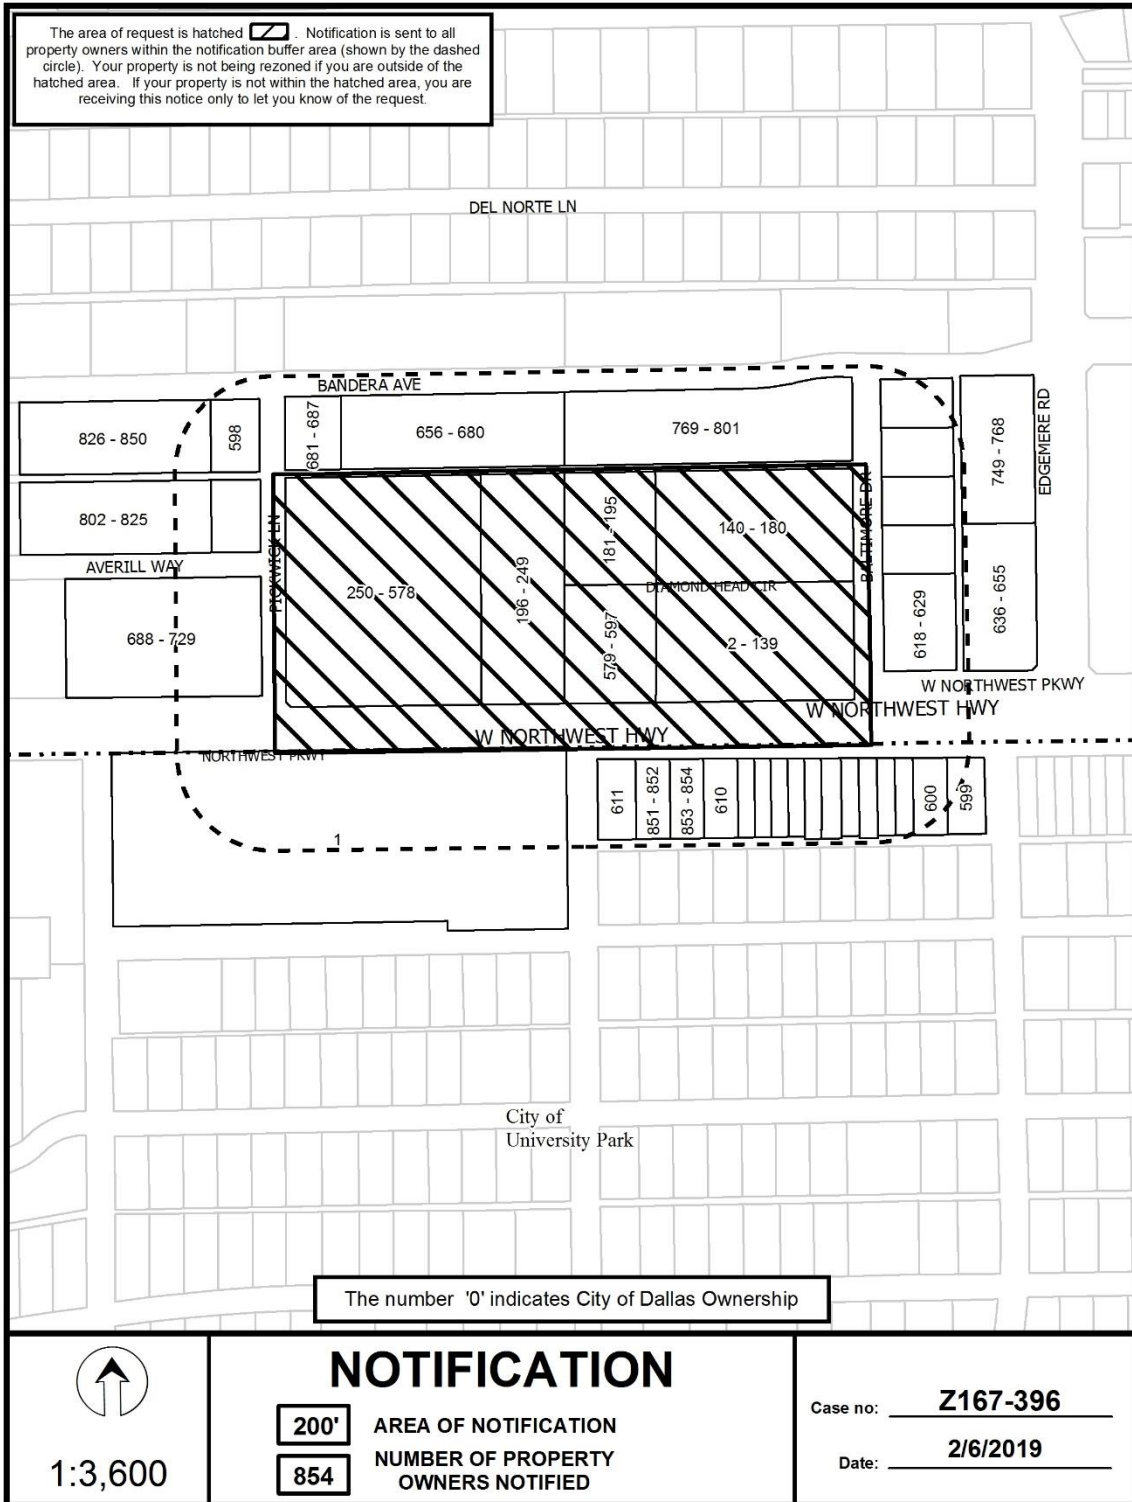 The area of request is hatched . Notification is sent to all
property owners within the notification buffer area (shown by the dashed
circle). Your property is not being rezoned if you are outside of the
hatched area. If your property is not within the hatched area, you are
receiving this notice only to let you know of the request.
DEL NORTE LN
BANDERA AVE
826 - 850
598
681 - 687
656 - 680
769 - 801
749 - 768
EDGEMERE RD
802 - 825
AVERILL WAY
688 - 729
PICKWICK LN
250 - 578
196 - 249
181 - 195
140 - 180
DIAMOND HEAD CIR
579 - 597
2 - 139
BALTIMORE DR
618 - 629
636 - 655
W NORTHWEST PKWY
W NORTHWEST HWY
W NORTHWEST HWY
NORTHWEST PKWY
1
611
851 - 852
853 - 854
610
600
599
City of
University Park
The number '0' indicates City of Dallas Ownership
1:3,600
NOTIFICATION
200' AREA OF NOTIFICATION
854 NUMBER OF PROPERTY
OWNERS NOTIFIED
Case no: Z167-396
Date: 2/6/2019